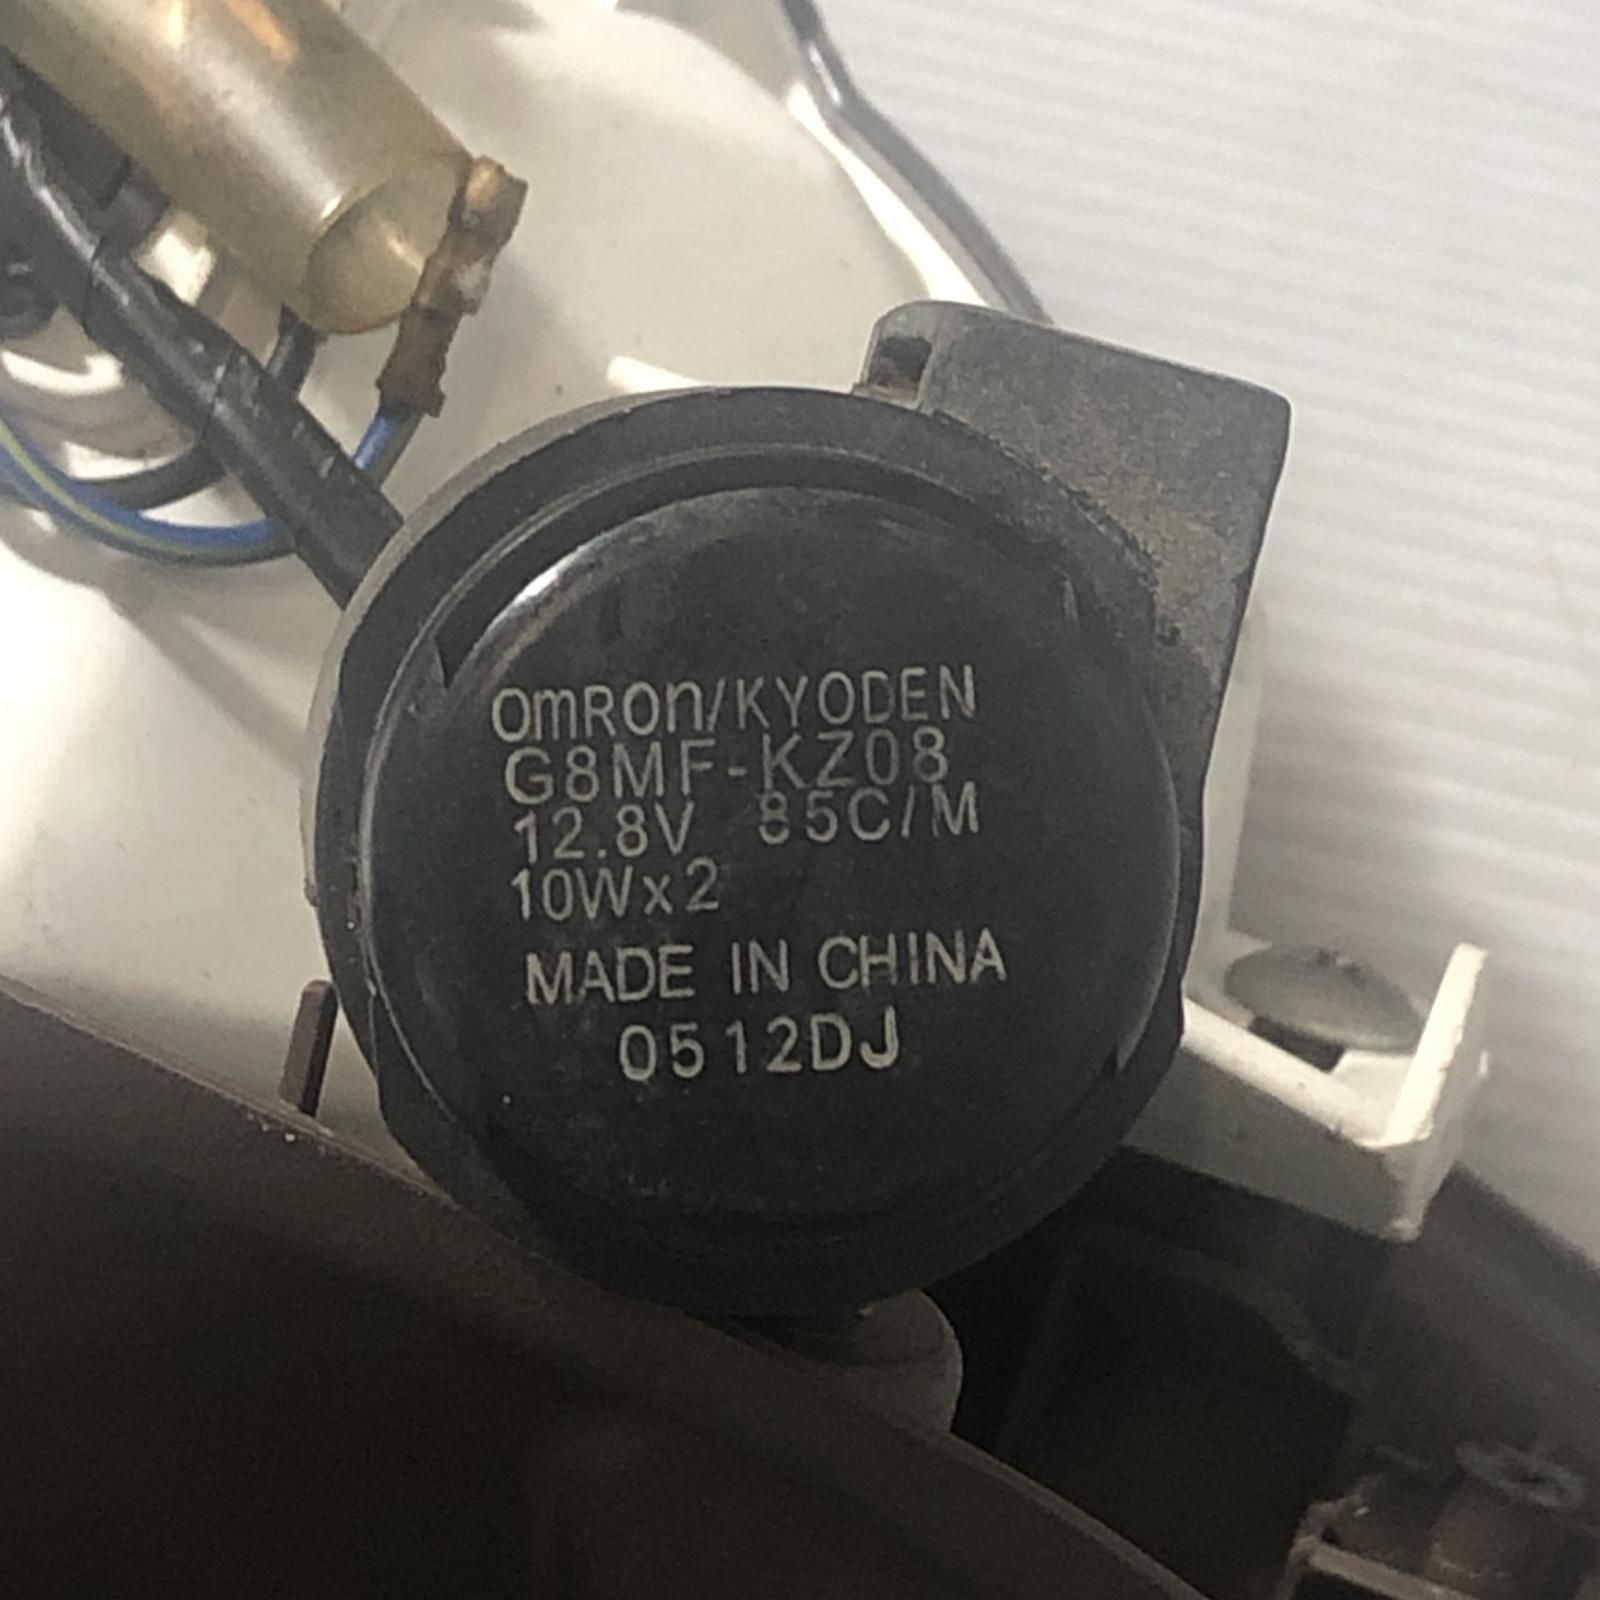 OmRon/KYODEN
G8MF-KZ08
12.8V 85C/M
10Wx2
MADE IN CHINA
0512DJ